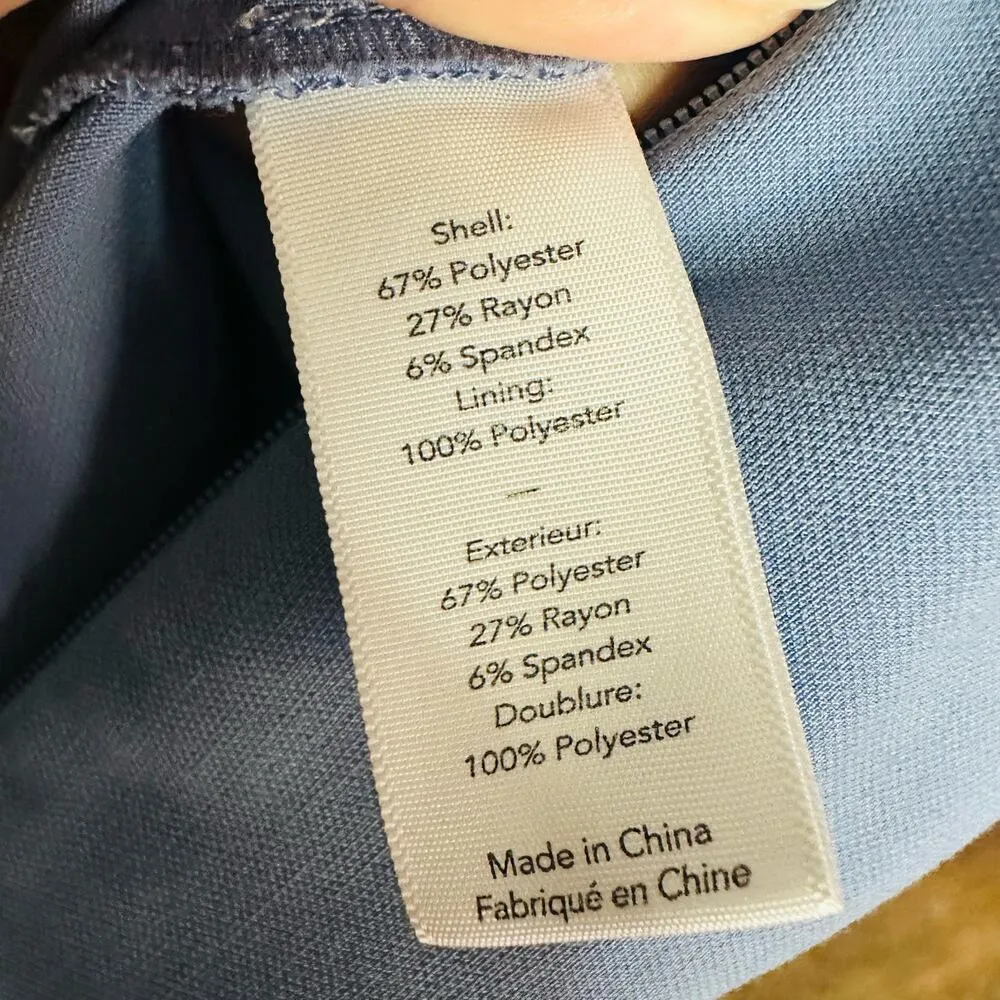 Shell:
67% Polyester
27% Rayon
6% Spandex
Lining:
100% Polyester
—
Exterieur:
67% Polyester
27% Rayon
6% Spandex
Doublure:
100% Polyester
Made in China
Fabriqué en Chine